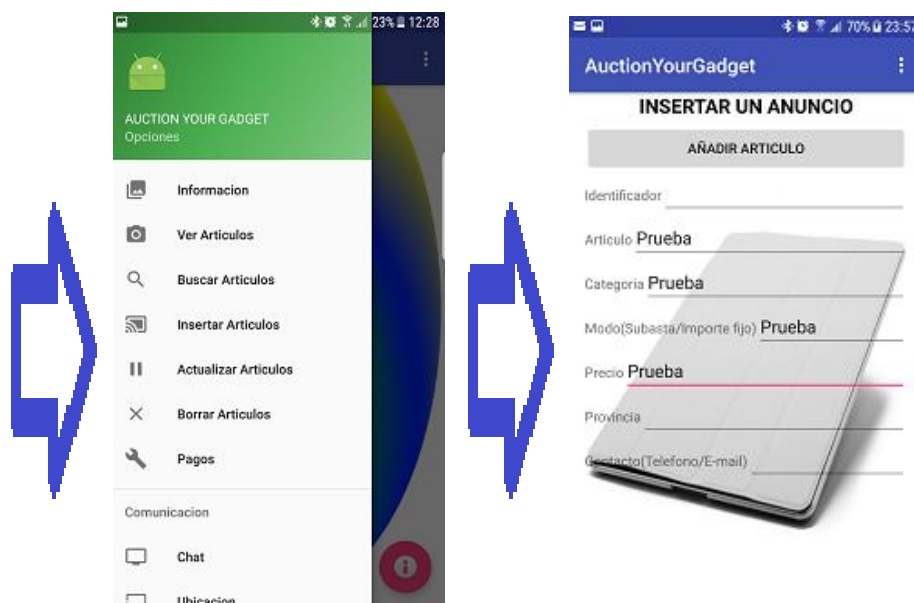 23% 12:28
AUCTION YOUR GADGET
Opciones
Informacion
Ver Articulos
Buscar Articulos
Insertar Articulos
Actualizar Articulos
Borrar Articulos
Pagos
Comunicacion
Chat
Ubicacion
70% 23:57
AuctionYourGadget
INSERTAR UN ANUNCIO
AÑADIR ARTICULO
Identificador
Articulo Prueba
Categoria Prueba
Modo(Subasta/Importe fijo) Prueba
Precio Prueba
Provincia
Contacto(Telefono/E-mail)